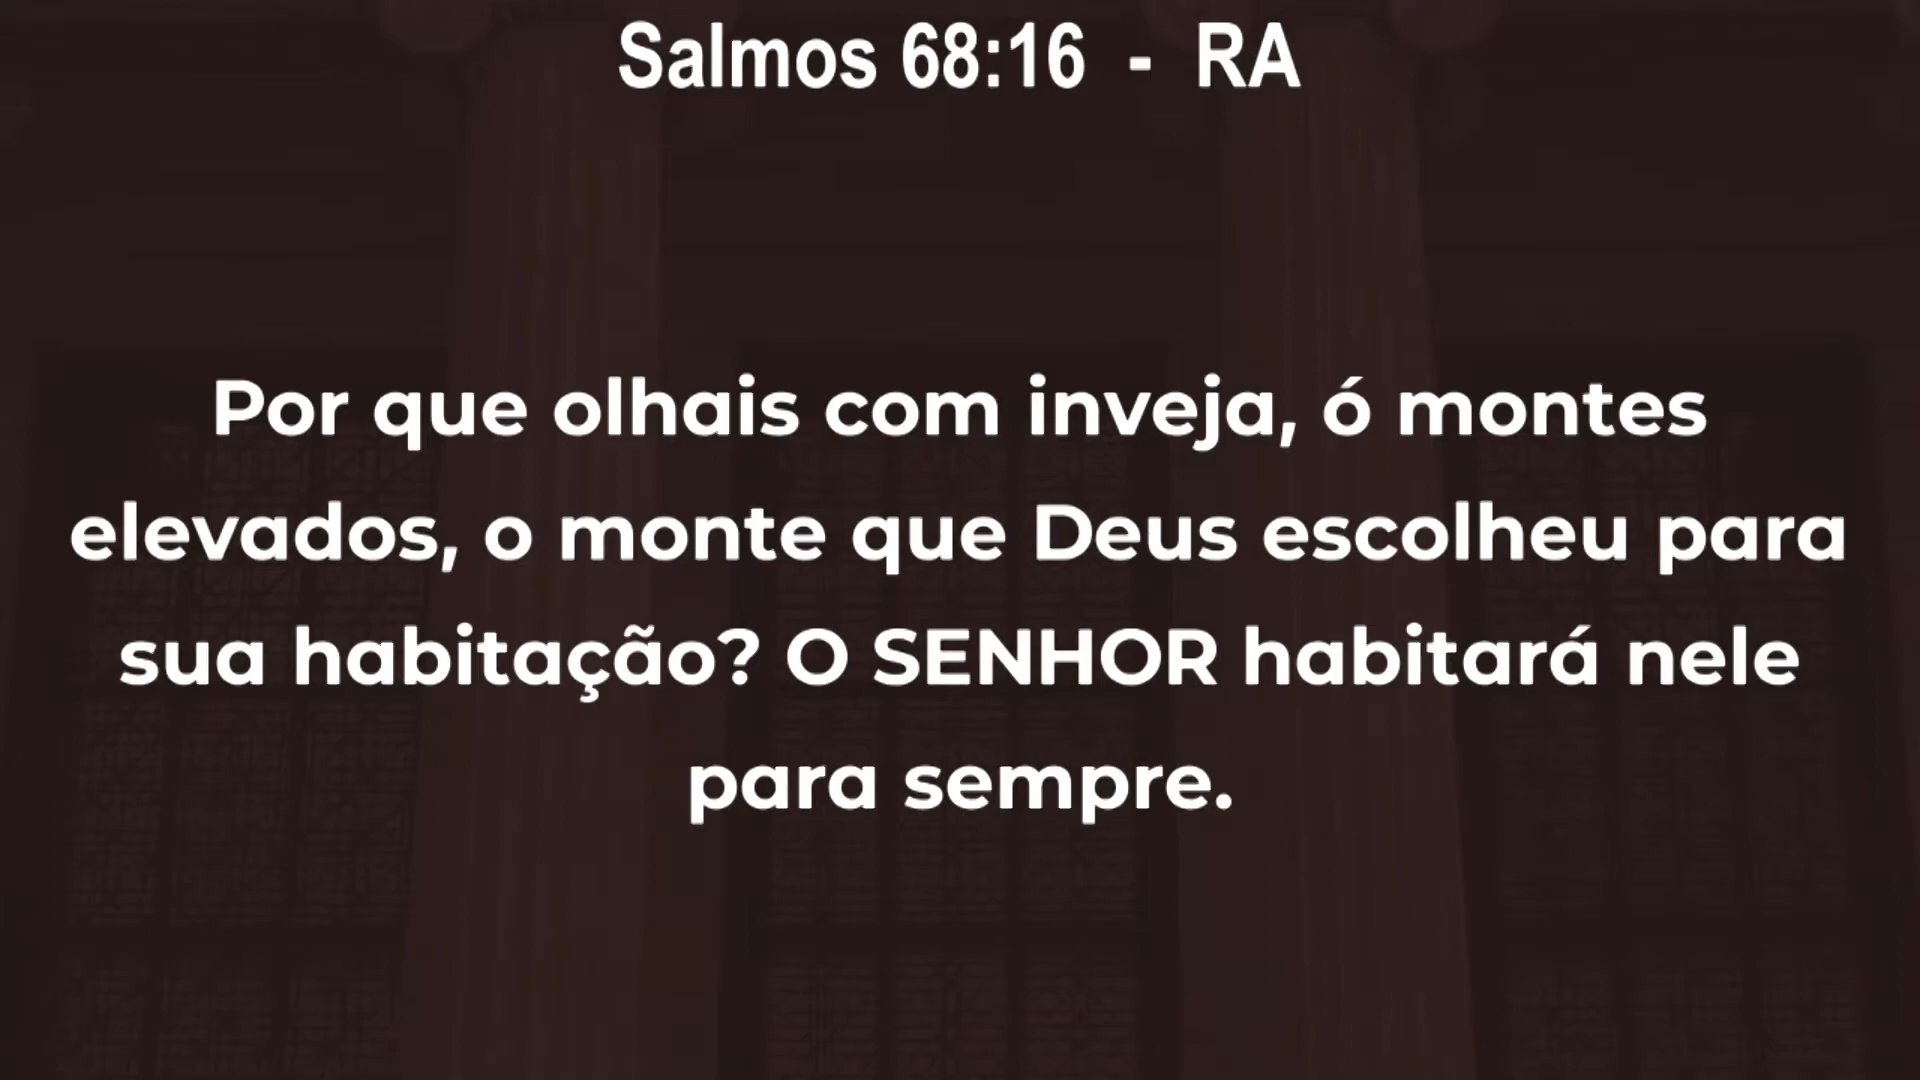 Salmos 68:16 - RA
Por que olhais com inveja, ó montes
elevados, o monte que Deus escolheu para
sua habitação? O SENHOR habitará nele
para sempre.